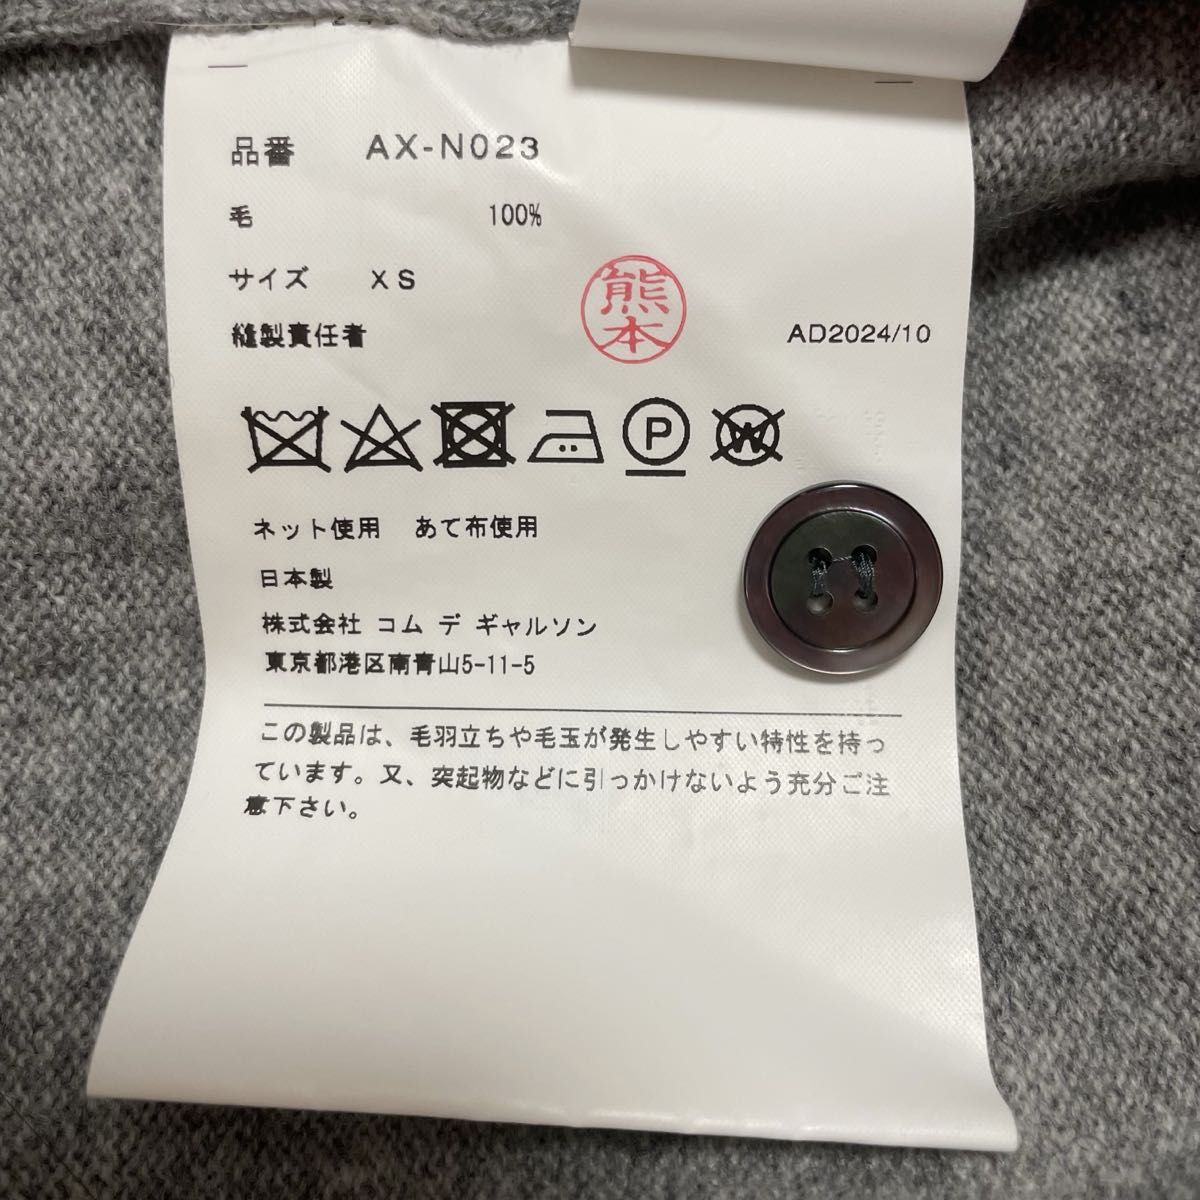 品番 AX-N023
毛 100%
サイズ XS
縫製責任者 熊本 AD2024/10
P W
ネット使用 あて布使用
日本製
株式会社 コム デ ギャルソン
東京都港区南青山5-11-5
この製品は、毛羽立ちや毛玉が発生しやすい特性を持っ
ています。又、突起物などに引っかけないよう充分ご注
意下さい。